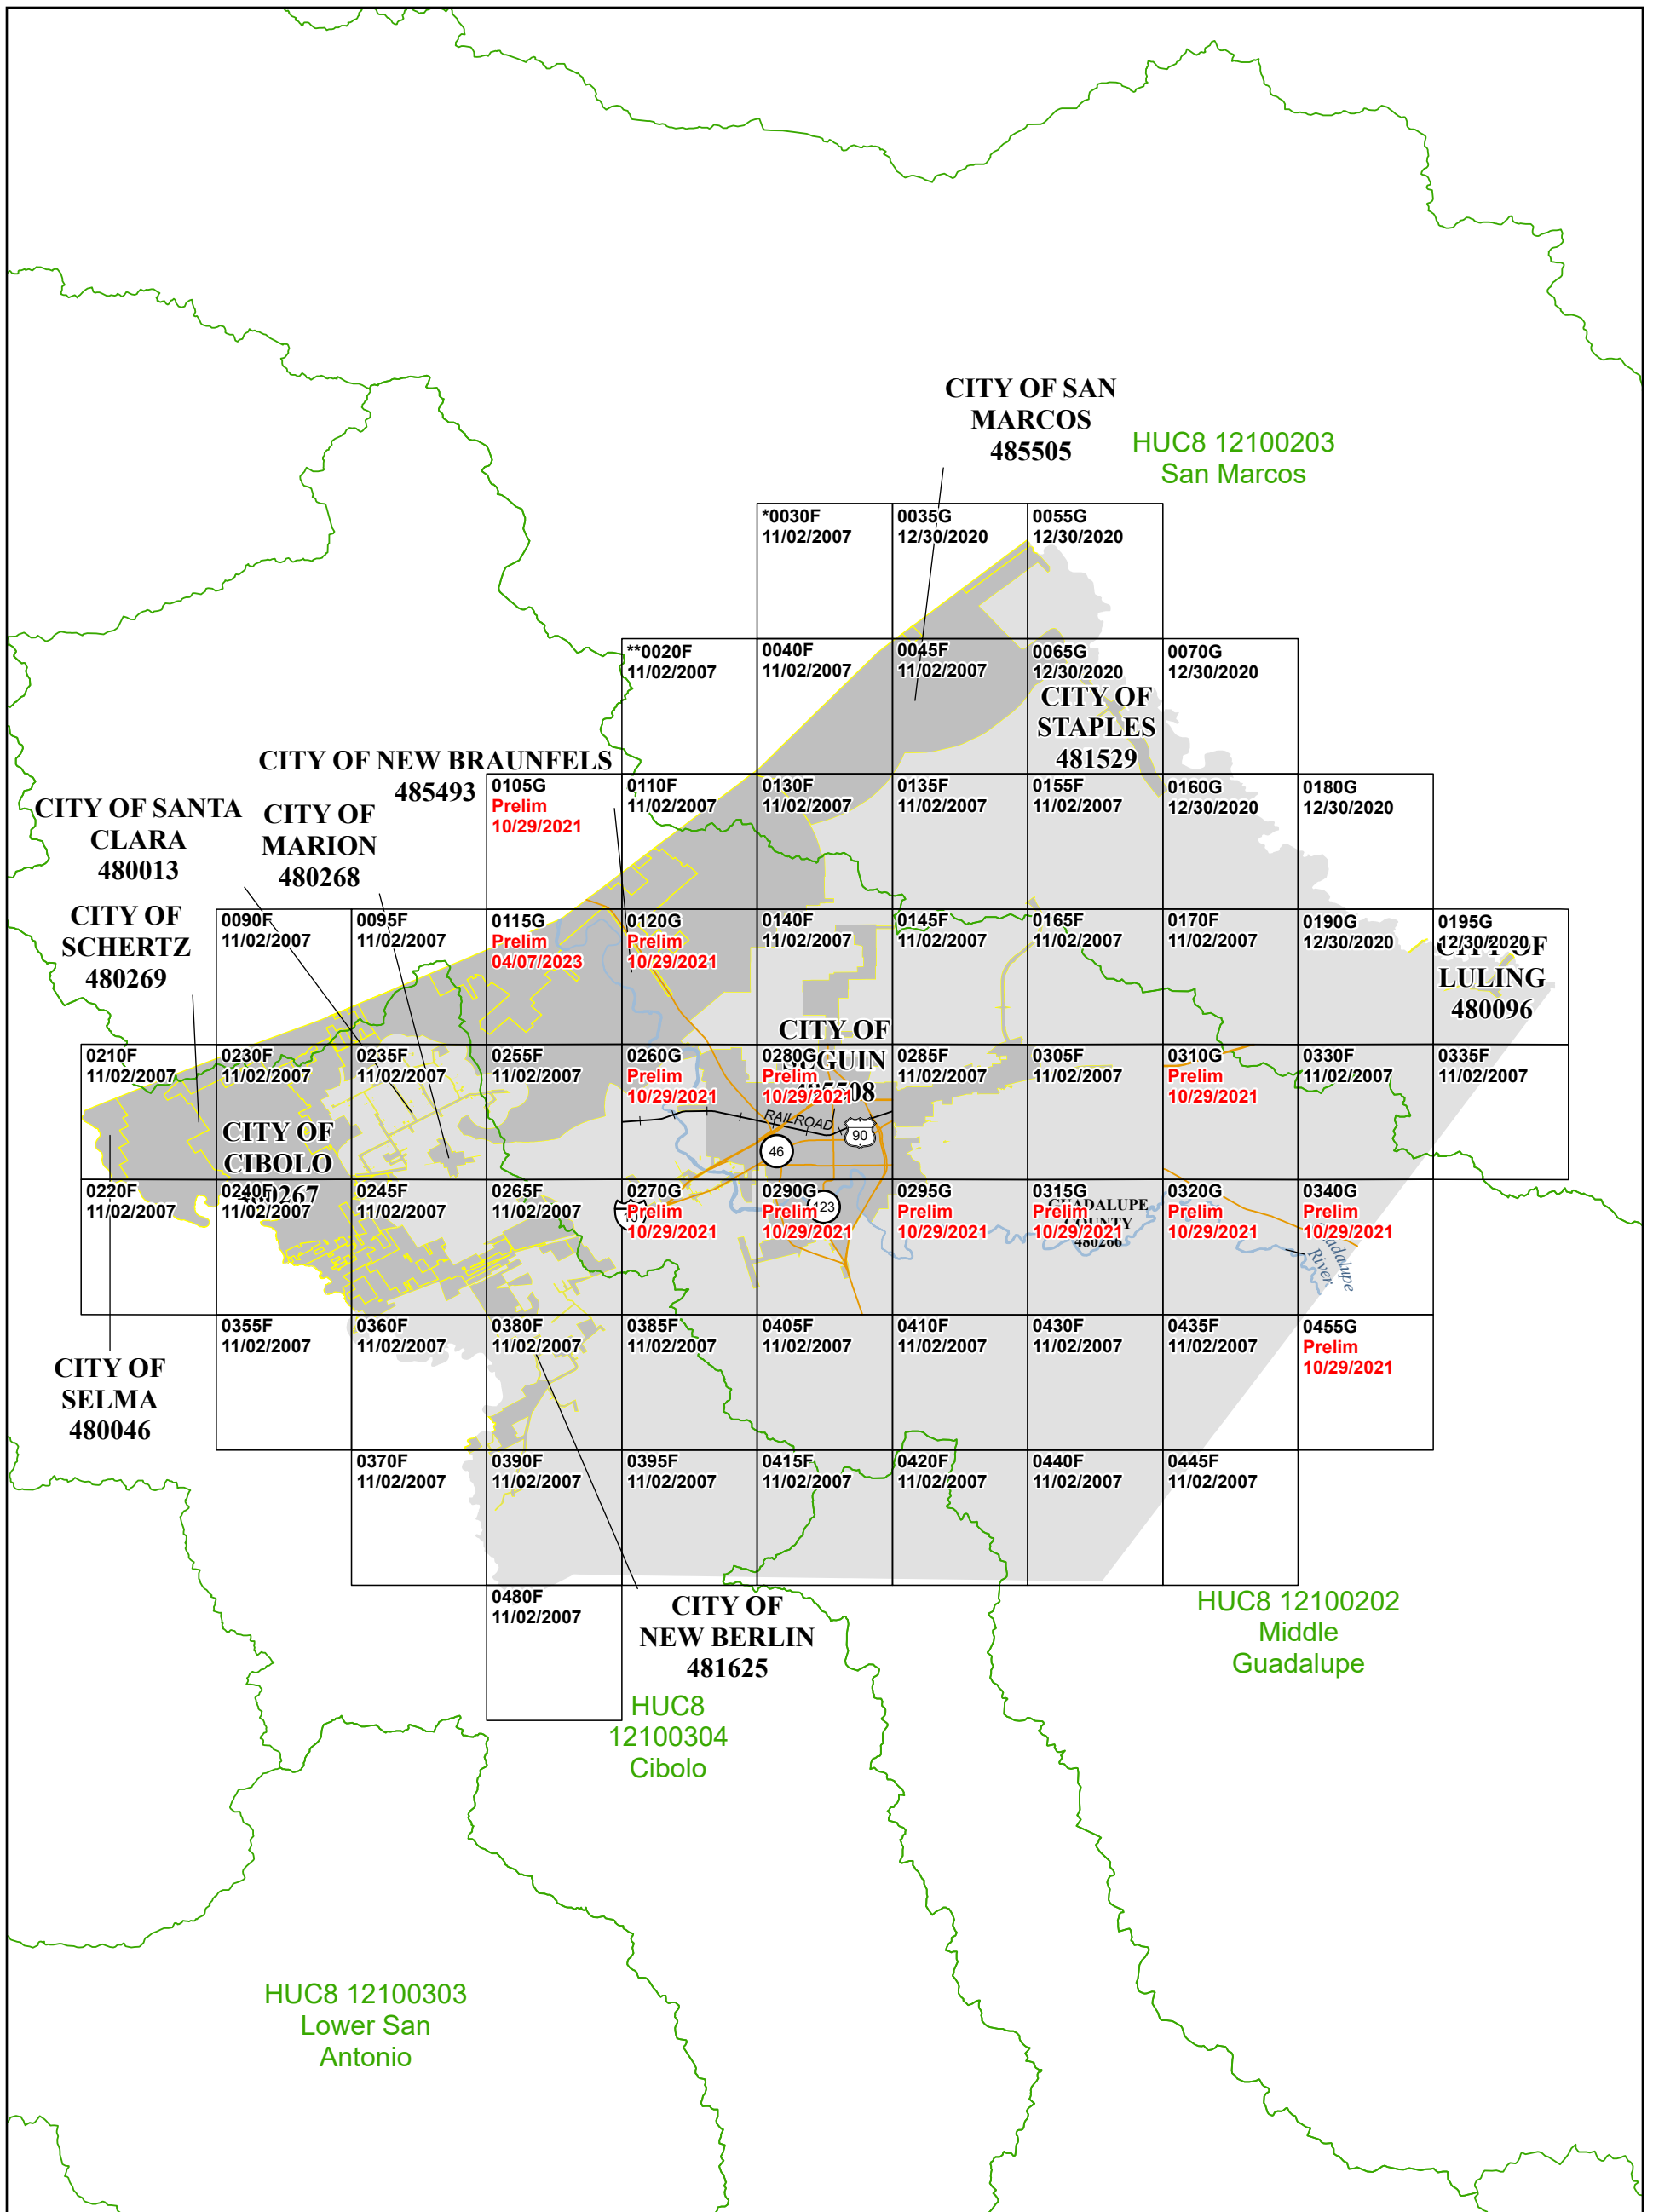 CITY OF SAN
MARCOS
485505
HUC8 12100203
San Marcos
*0030F
11/02/2007
0035G
12/30/2020
0055G
12/30/2020
**0020F
11/02/2007
0040F
11/02/2007
0045F
11/02/2007
0065G
12/30/2020
0070G
12/30/2020
CITY OF
STAPLES
481529
CITY OF NEW BRAUNFELS
485493
CITY OF SANTA
CLARA
480013
CITY OF
MARION
480268
0105G
Prelim
10/29/2021
0110F
11/02/2007
0130F
11/02/2007
0135F
11/02/2007
0155F
11/02/2007
0160G
12/30/2020
0180G
12/30/2020
CITY OF
SCHERTZ
480269
0090F
11/02/2007
0095F
11/02/2007
0115G
Prelim
04/07/2023
0120G
Prelim
10/29/2021
0140F
11/02/2007
0145F
11/02/2007
0165F
11/02/2007
0170F
11/02/2007
0190G
12/30/2020
0195G
12/30/2020
CITY OF
LULING
480096
0210F
11/02/2007
0230F
11/02/2007
0235F
11/02/2007
0255F
11/02/2007
0260G
Prelim
10/29/2021
CITY OF
SEGUIN
0280G
Prelim
10/29/2021
0285F
11/02/2007
0305F
11/02/2007
0310G
Prelim
10/29/2021
0330F
11/02/2007
0335F
11/02/2007
RAILROAD
90
46
CITY OF
CIBOLO
480267
0220F
11/02/2007
0240F
11/02/2007
0245F
11/02/2007
0265F
11/02/2007
0270G
Prelim
10/29/2021
0290G
Prelim
10/29/2021
0295G
Prelim
10/29/2021
0315G
Prelim
10/29/2021
GUADALUPE
COUNTY
480266
0320G
Prelim
10/29/2021
0340G
Prelim
10/29/2021
Guadalupe
River
0355F
11/02/2007
0360F
11/02/2007
0380F
11/02/2007
0385F
11/02/2007
0405F
11/02/2007
0410F
11/02/2007
0430F
11/02/2007
0435F
11/02/2007
0455G
Prelim
10/29/2021
CITY OF
SELMA
480046
0370F
11/02/2007
0390F
11/02/2007
0395F
11/02/2007
0415F
11/02/2007
0420F
11/02/2007
0440F
11/02/2007
0445F
11/02/2007
0480F
11/02/2007
CITY OF
NEW BERLIN
481625
HUC8 12100202
Middle
Guadalupe
HUC8
12100304
Cibolo
HUC8 12100303
Lower San
Antonio